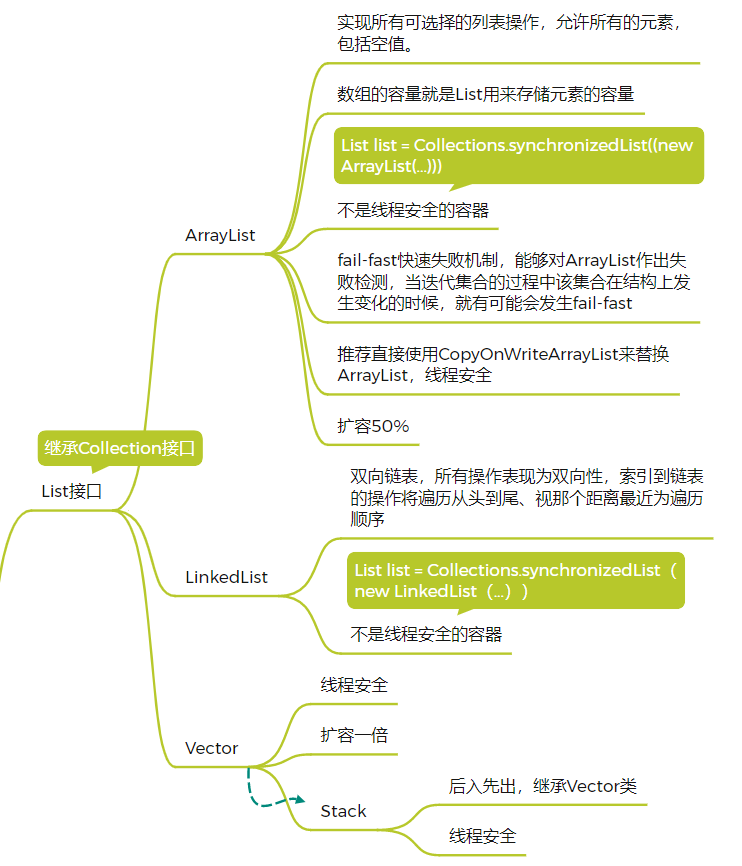 实现所有可选择的列表操作，允许所有的元素，
包括空值。
数组的容量就是List用来存储元素的容量
List list = Collections.synchronizedList((new
ArrayList(...)))
不是线程安全的容器
ArrayList
fail-fast快速失败机制，能够对ArrayList作出失
败检测，当迭代集合的过程中该集合在结构上发
生变化的时候，就有可能会发生fail-fast
推荐直接使用CopyOnWriteArrayList来替换
ArrayList，线程安全
扩容50%
继承Collection接口
List接口
双向链表，所有操作表现为双向性，索引到链表
的操作将遍历从头到尾、视那个距离最近为遍历
顺序
LinkedList
List list = Collections.synchronizedList（
new LinkedList（...））
不是线程安全的容器
线程安全
扩容一倍
Vector
Stack
后入先出，继承Vector类
线程安全